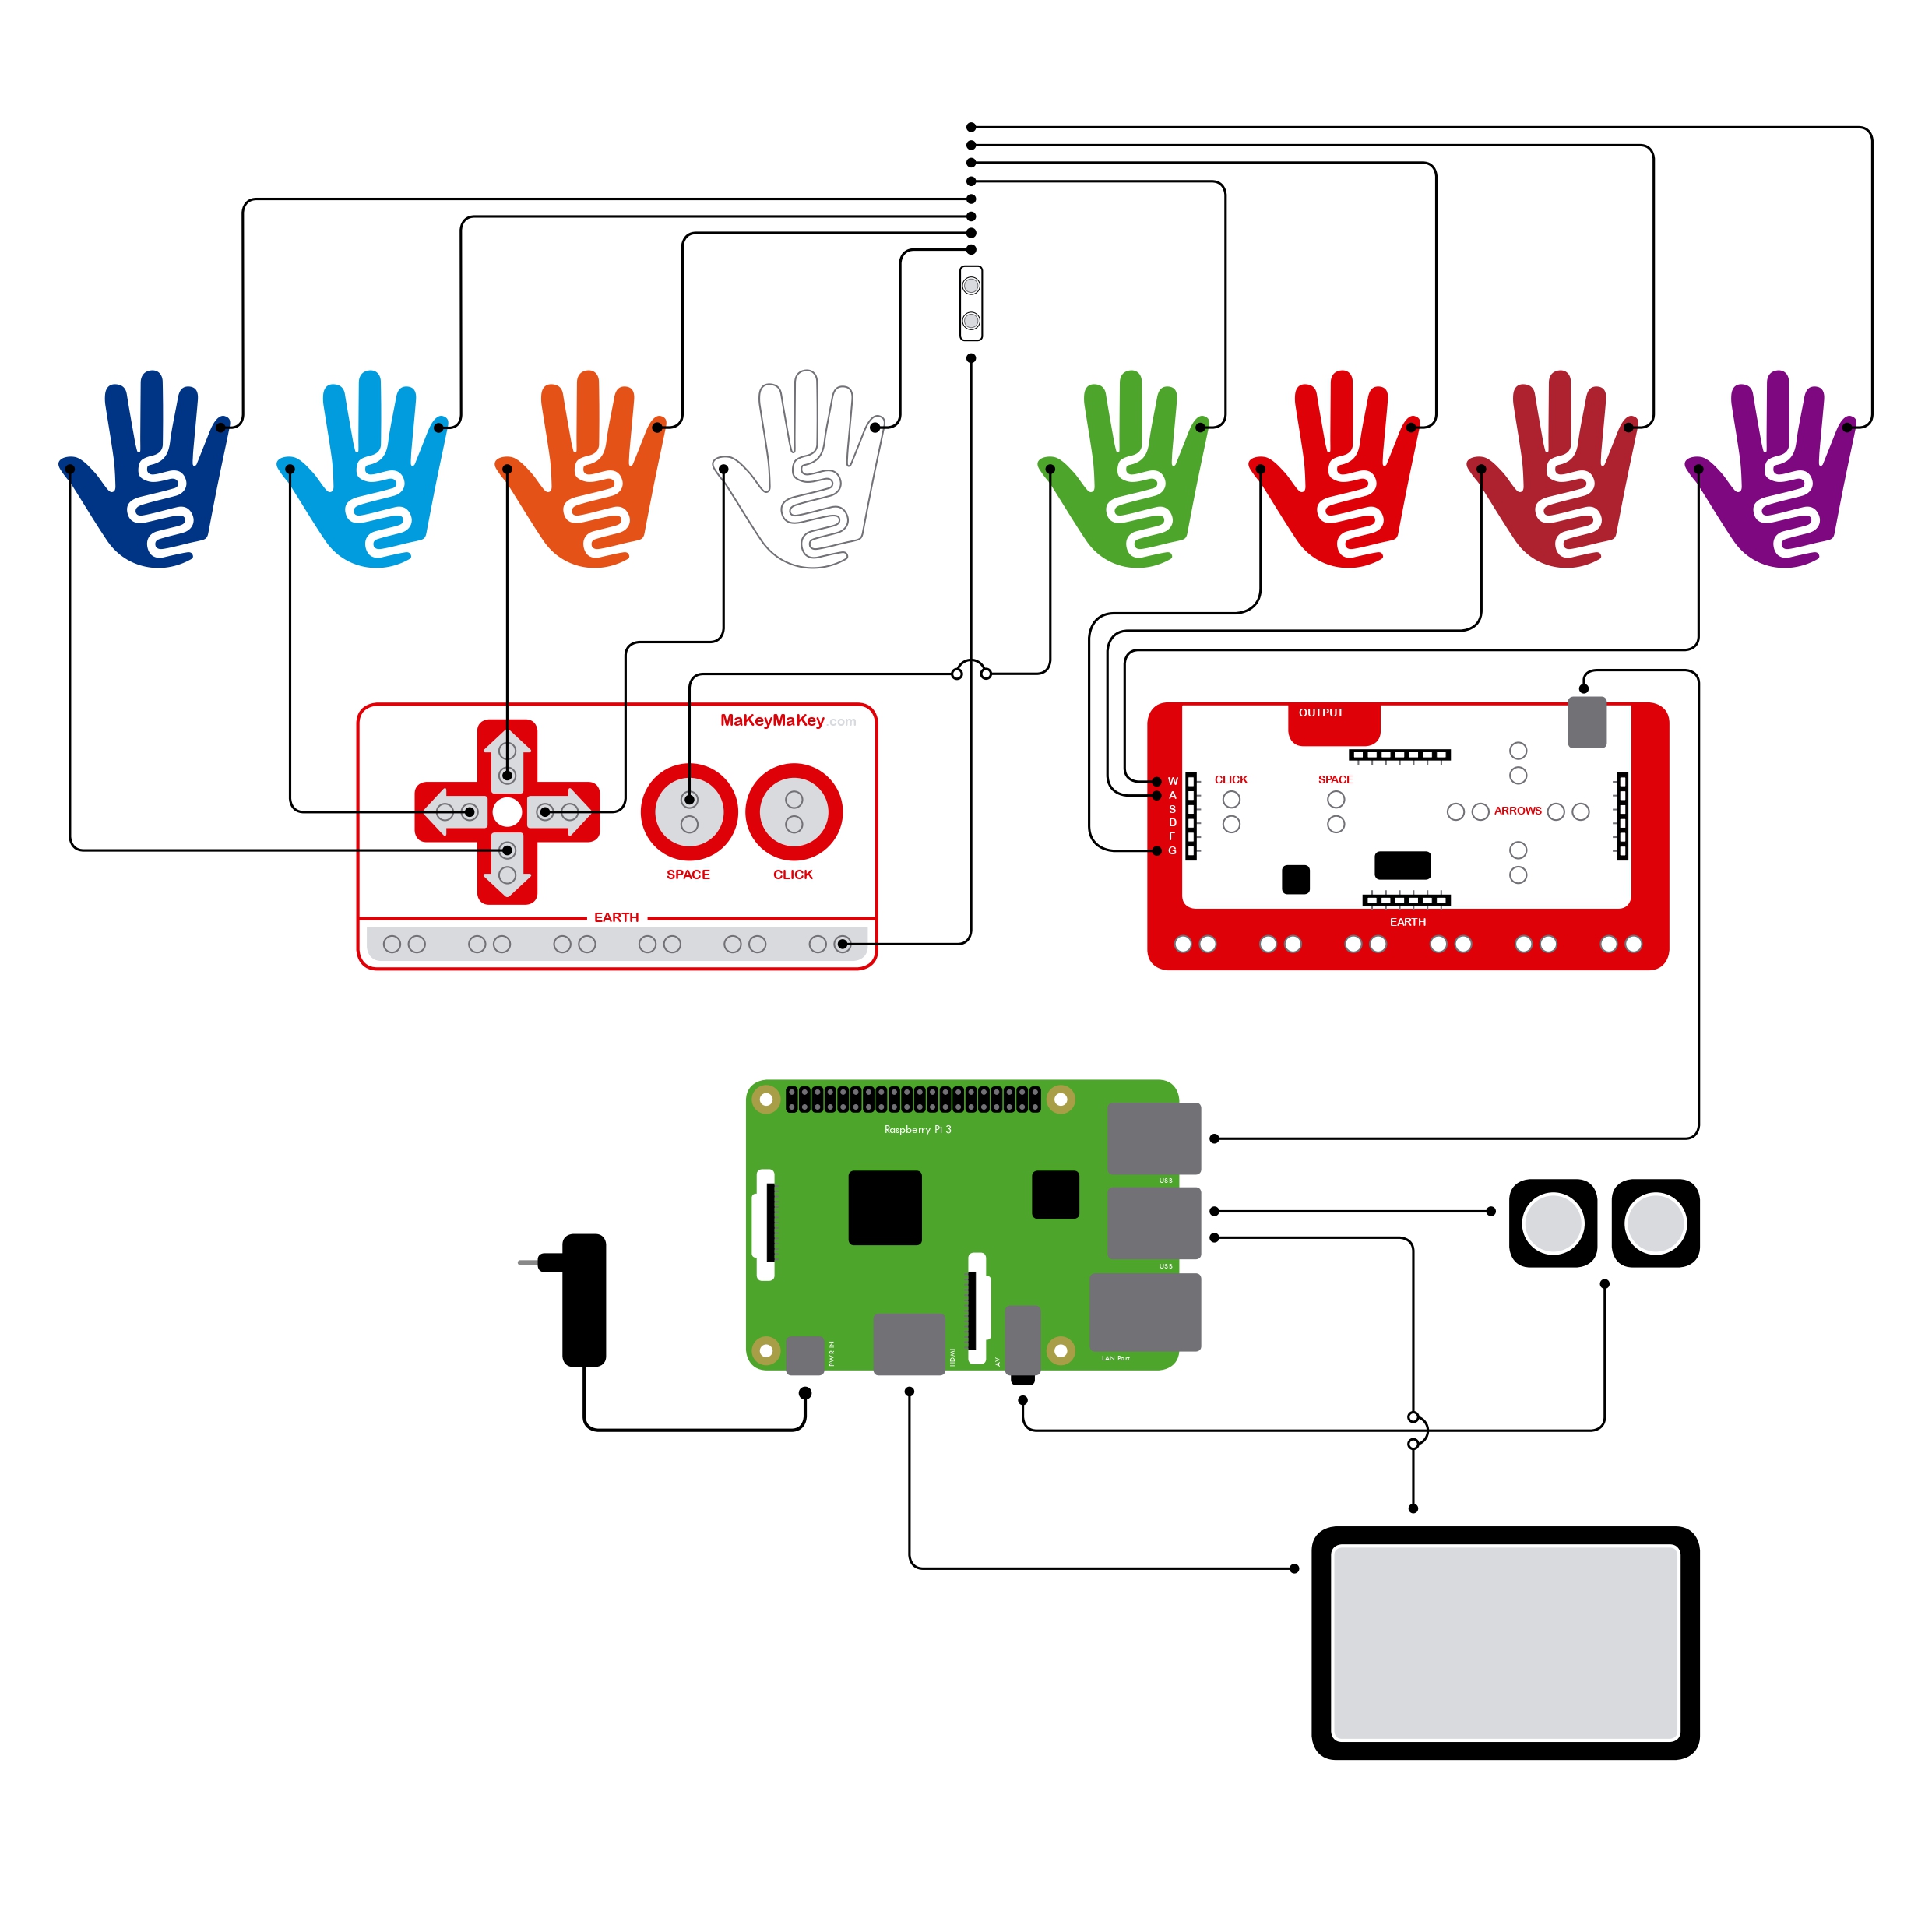 MaKeyMaKey.com
SPACE
CLICK
EARTH
OUTPUT
W
A
S
D
F
G
CLICK
SPACE
ARROWS
EARTH
Raspberry Pi 3
USB
USB
LAN Port
PWR IN
HDMI
AV